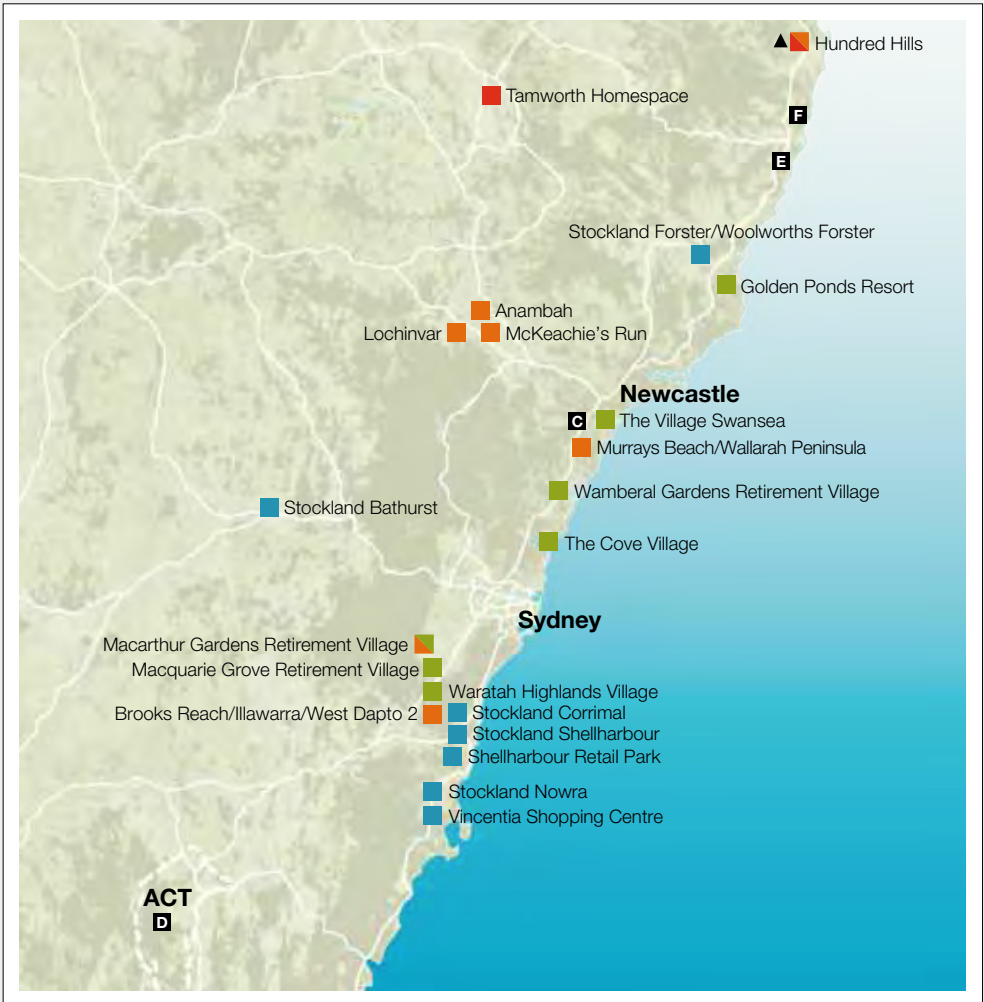 Hundred Hills
Tamworth Homespace
F
E
Stockland Forster/Woolworths Forster
Golden Ponds Resort
Anambah
Lochinvar
McKeachie's Run
Newcastle
C
The Village Swansea
Murrays Beach/Wallarah Peninsula
Wamberal Gardens Retirement Village
Stockland Bathurst
The Cove Village
Sydney
Macarthur Gardens Retirement Village
Macquarie Grove Retirement Village
Waratah Highlands Village
Brooks Reach/Illawarra/West Dapto 2
Stockland Corrimal
Stockland Shellharbour
Shellharbour Retail Park
Stockland Nowra
Vincentia Shopping Centre
ACT
D